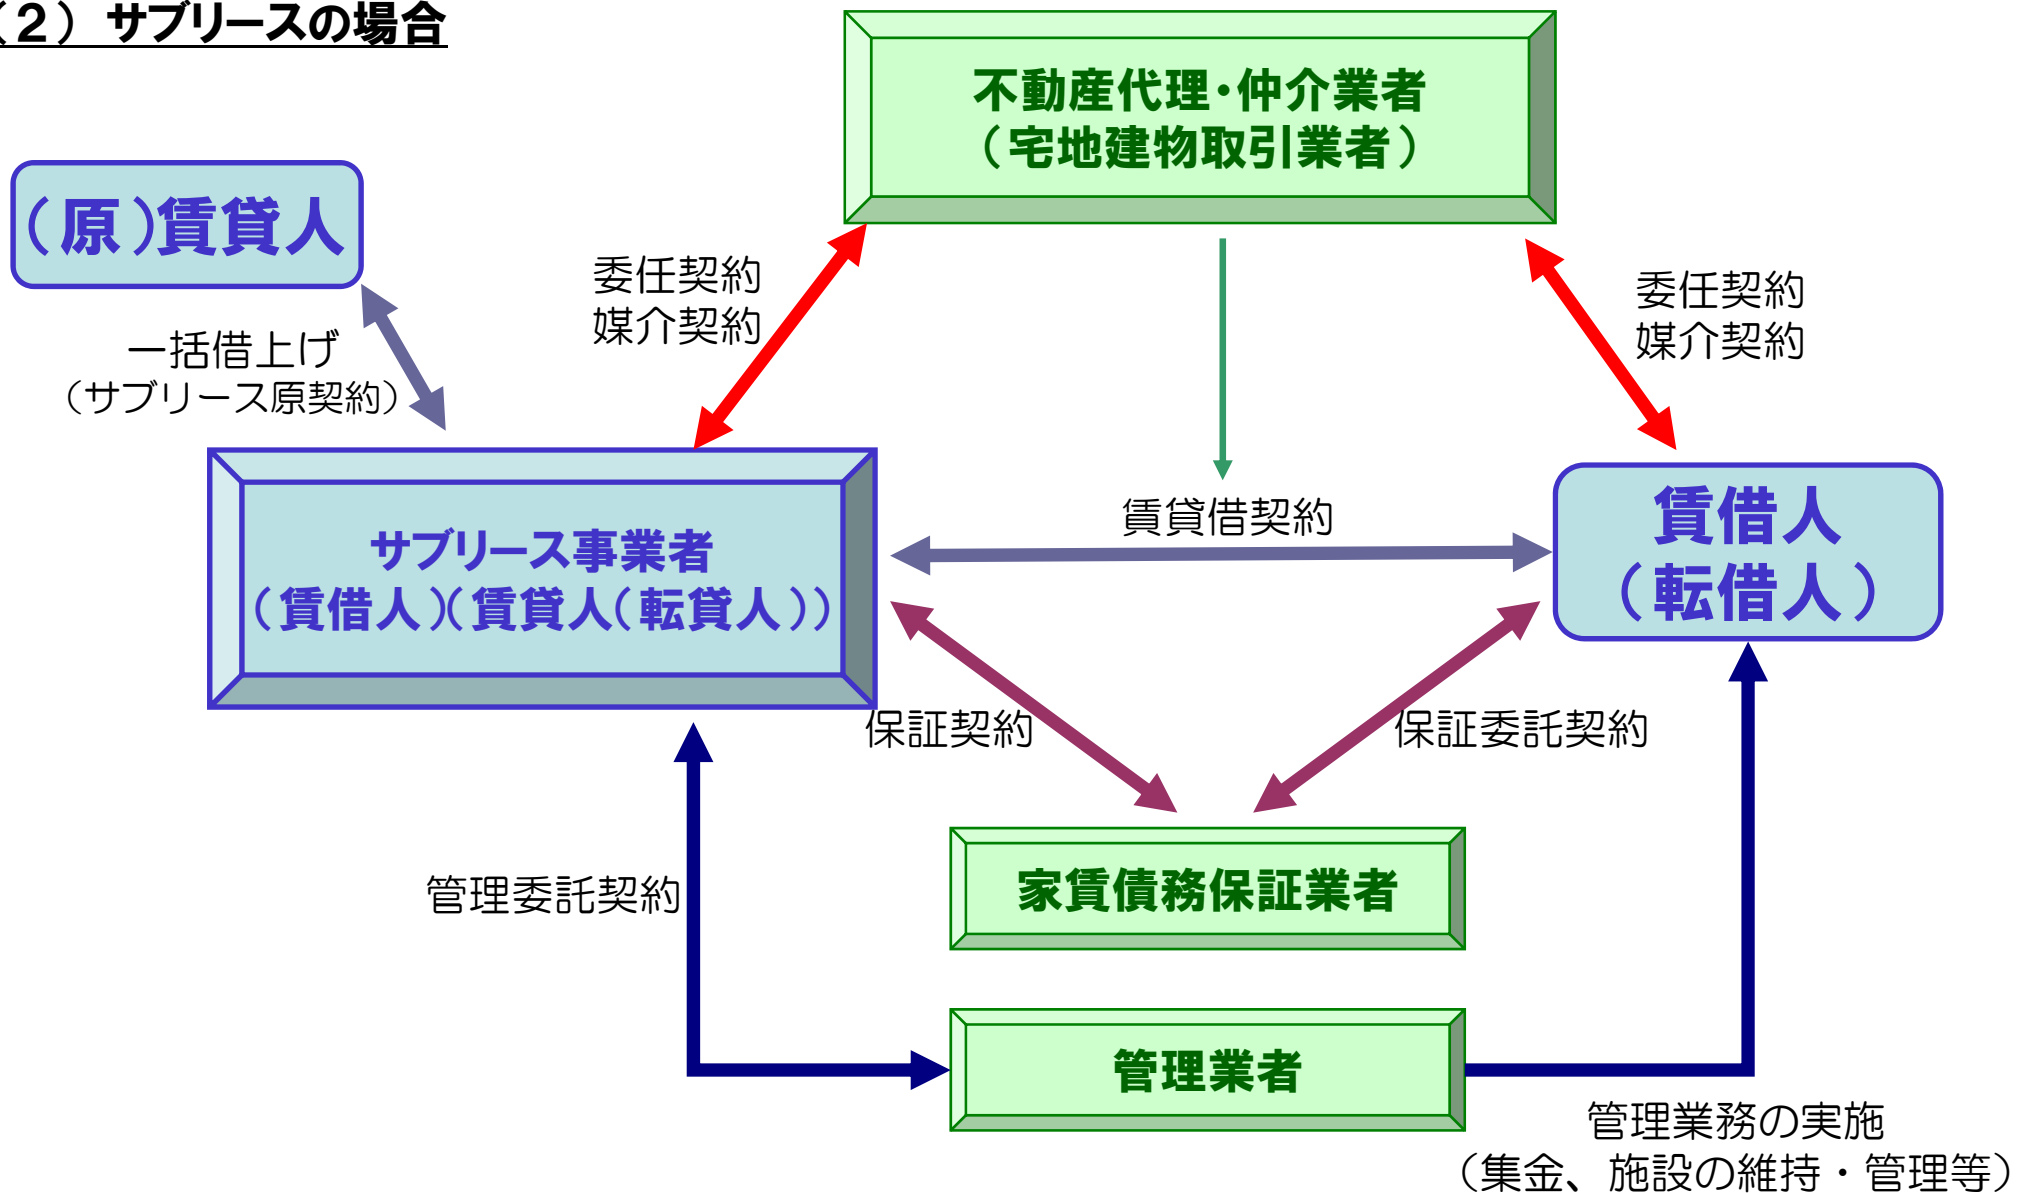 （２）サブリースの場合
不動産代理・仲介業者
（宅地建物取引業者）
（原）賃貸人
委任契約
媒介契約
委任契約
媒介契約
一括借上げ
（サブリース原契約）
賃貸借契約
サブリース事業者
（賃借人）（賃貸人（転貸人））
賃借人
（転借人）
保証契約
保証委託契約
家賃債務保証業者
管理委託契約
管理業者
管理業務の実施
（集金、施設の維持・管理等）